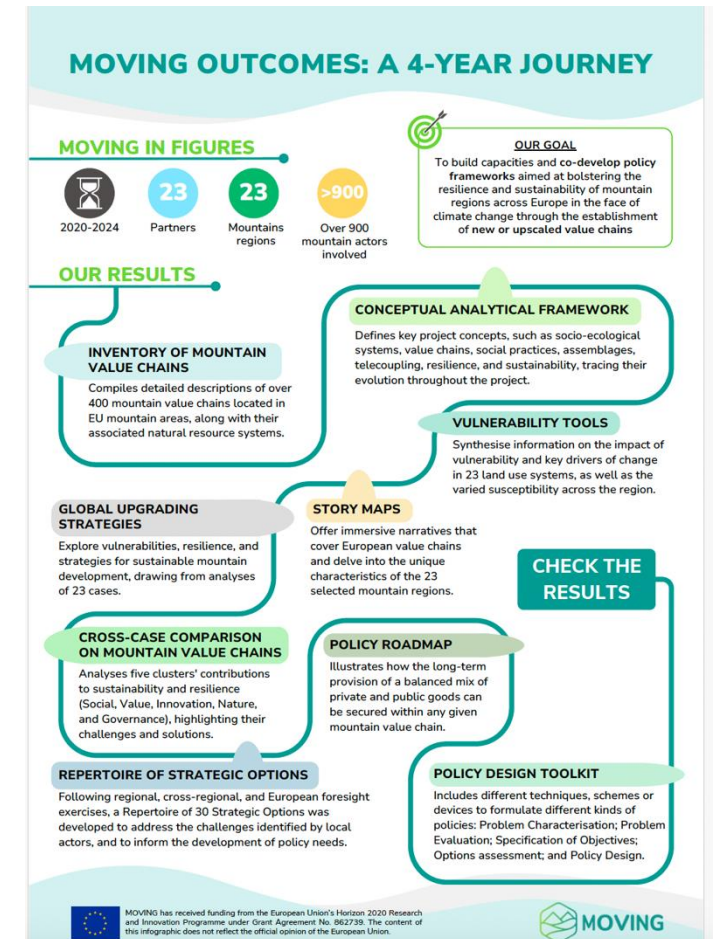 MOVING OUTCOMES: A 4-YEAR JOURNEY
MOVING IN FIGURES
2020-2024
23
Partners
23
Mountains
regions
>900
Over 900
mountain actors
involved
OUR GOAL
To build capacities and co-develop policy
frameworks aimed at bolstering the
resilience and sustainability of mountain
regions across Europe in the face of
climate change through the establishment
of new or upscaled value chains
OUR RESULTS
INVENTORY OF MOUNTAIN
VALUE CHAINS
Compiles detailed descriptions of over
400 mountain value chains located in
EU mountain areas, along with their
associated natural resource systems.
CONCEPTUAL ANALYTICAL FRAMEWORK
Defines key project concepts, such as socio-ecological
systems, value chains, social practices, assemblages,
telecoupling, resilience, and sustainability, tracing their
evolution throughout the project.
VULNERABILITY TOOLS
Synthesise information on the impact of
vulnerability and key drivers of change
in 23 land use systems, as well as the
varied susceptibility across the region.
GLOBAL UPGRADING
STRATEGIES
Explore vulnerabilities, resilience, and
strategies for sustainable mountain
development, drawing from analyses
of 23 cases.
STORY MAPS
Offer immersive narratives that
cover European value chains
and delve into the unique
characteristics of the 23
selected mountain regions.
CHECK THE
RESULTS
CROSS-CASE COMPARISON
ON MOUNTAIN VALUE CHAINS
Analyses five clusters' contributions
to sustainability and resilience
(Social, Value, Innovation, Nature,
and Governance), highlighting their
challenges and solutions.
POLICY ROADMAP
Illustrates how the long-term
provision of a balanced mix of
private and public goods can
be secured within any given
mountain value chain.
REPERTOIRE OF STRATEGIC OPTIONS
Following regional, cross-regional, and European foresight
exercises, a Repertoire of 30 Strategic Options was
developed to address the challenges identified by local
actors, and to inform the development of policy needs.
POLICY DESIGN TOOLKIT
Includes different techniques, schemes or
devices to formulate different kinds of
policies: Problem Characterisation; Problem
Evaluation; Specification of Objectives;
Options assessment; and Policy Design.
MOVING has received funding from the European Union's Horizon 2020 Research
and Innovation Programme under Grant Agreement No. 862739. The content of
this infographic does not reflect the official opinion of the European Union.
MOVING